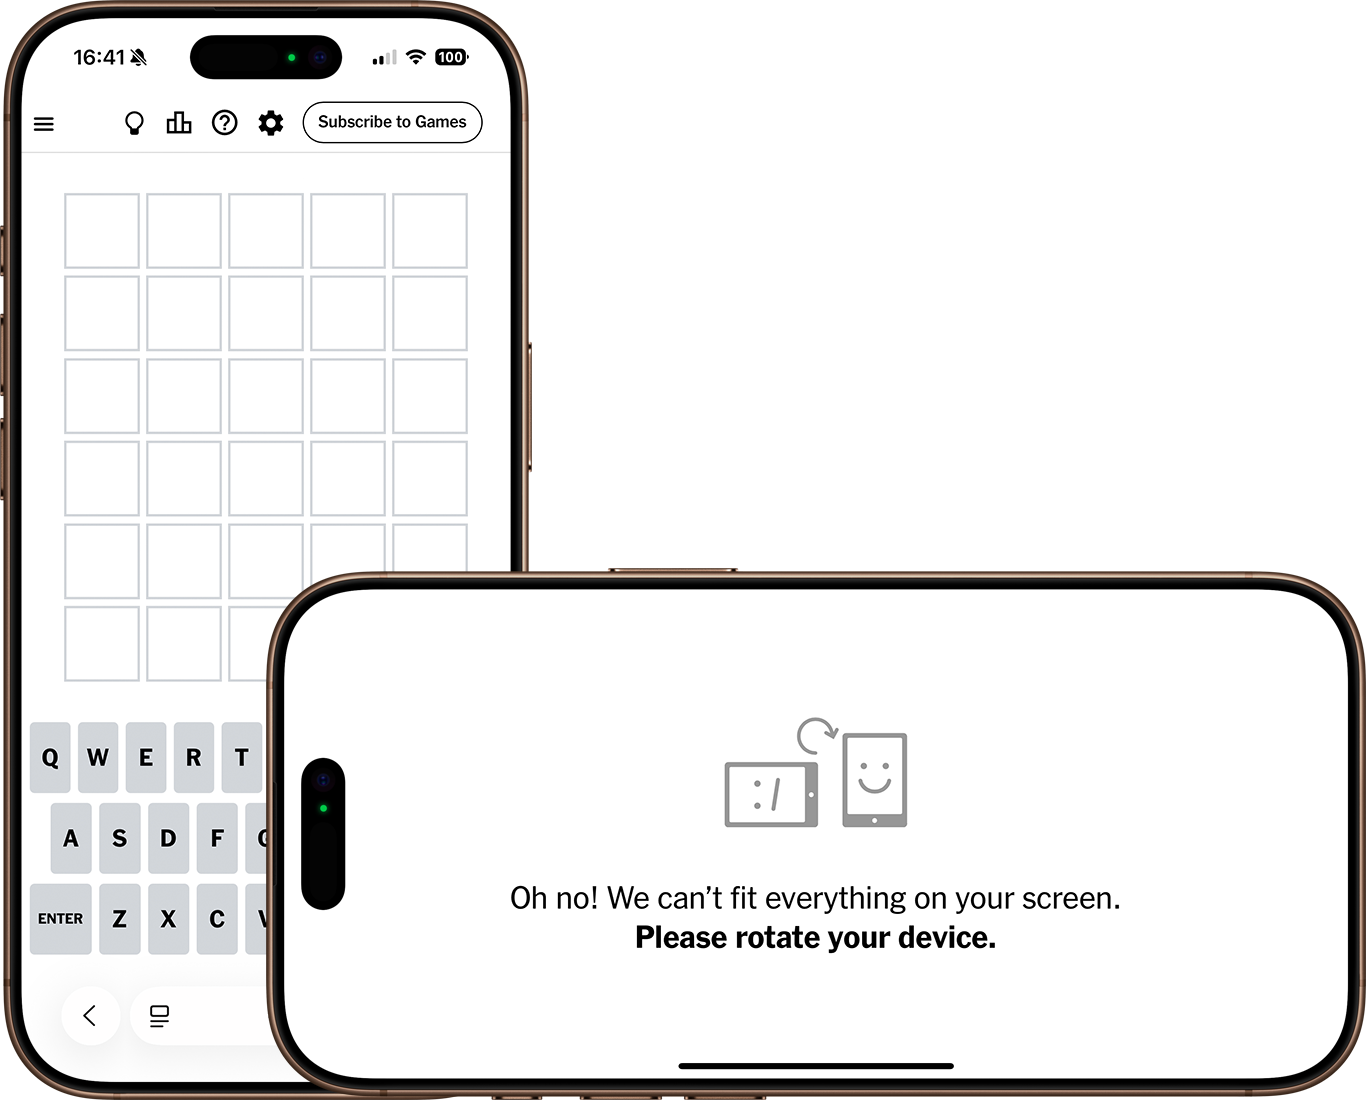 16:41
100
Subscribe to Games
Q W E R T
A S D F
ENTER Z X C
:/
Oh no! We can’t fit everything on your screen.
Please rotate your device.